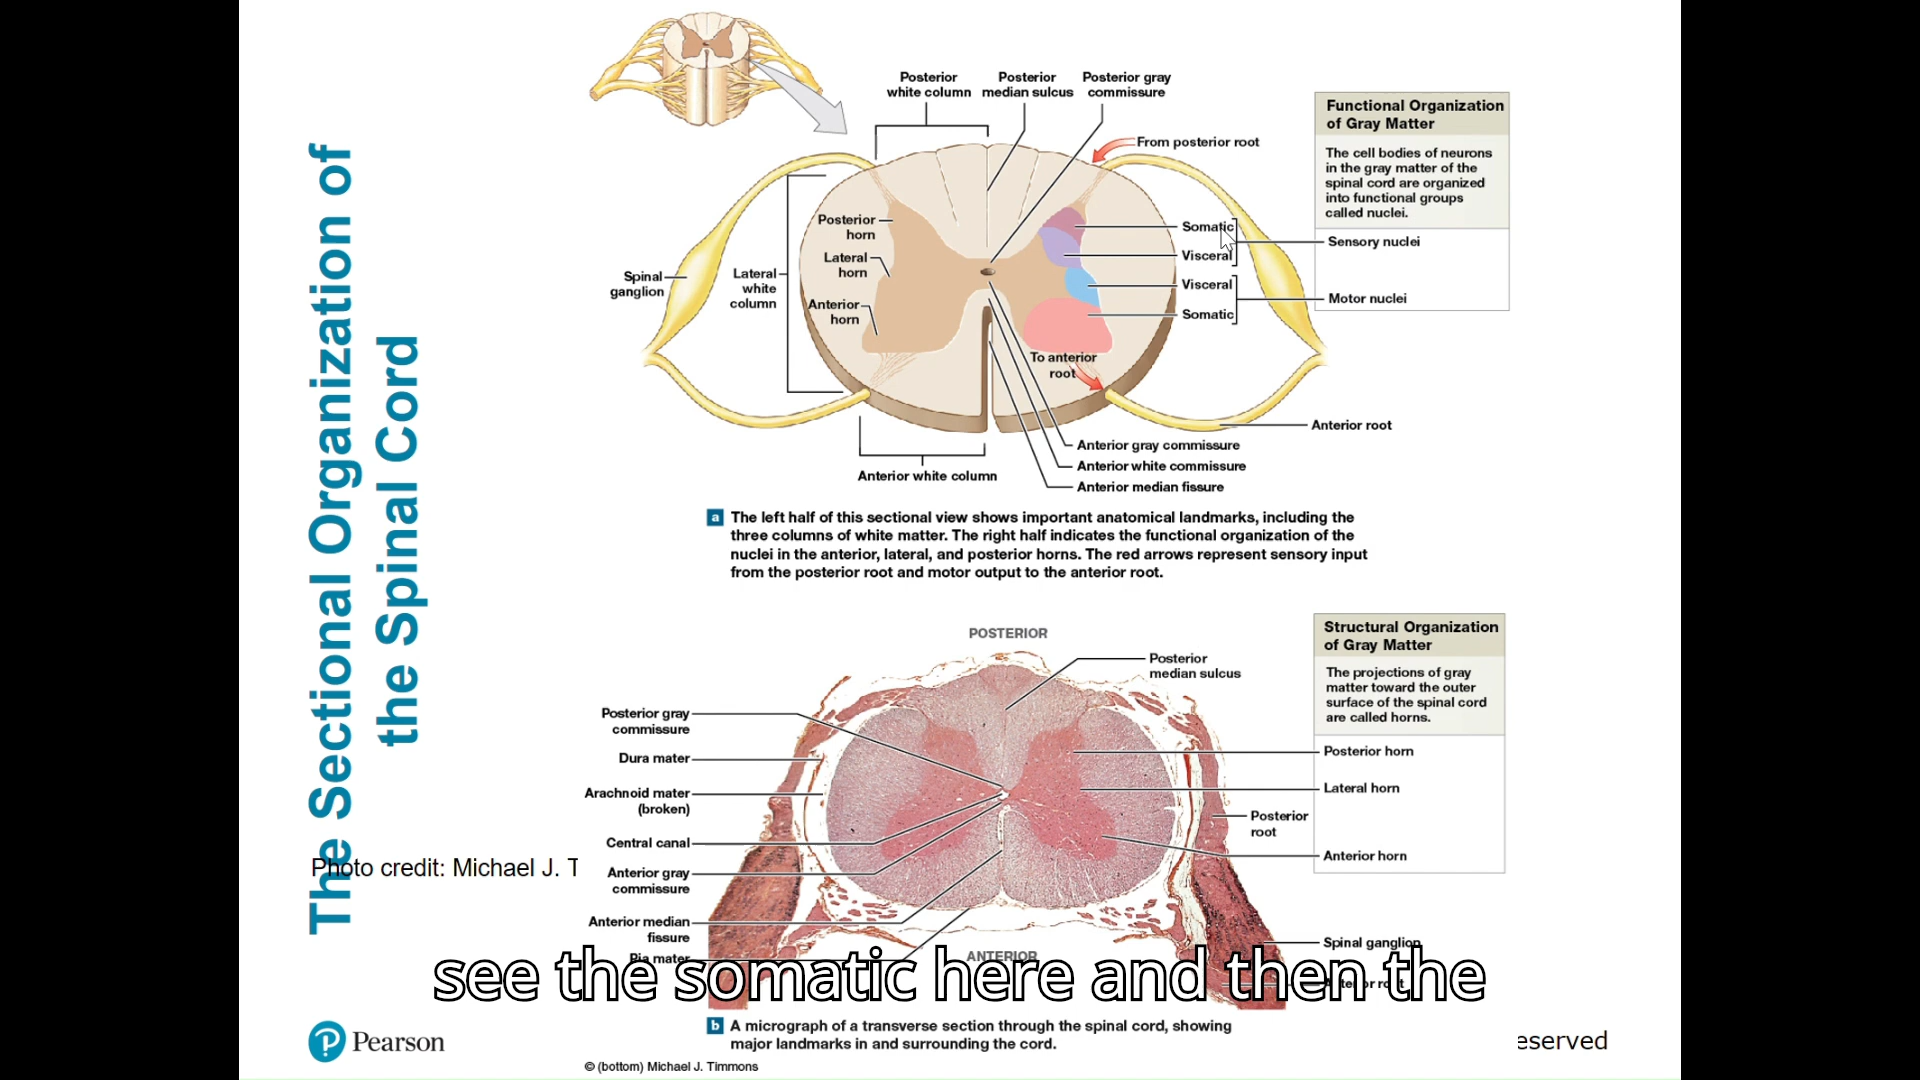 The Sectional Organization of
the Spinal Cord
Posterior
white column
Posterior
median sulcus
Posterior gray
commissure
From posterior root
Posterior
horn
Lateral
horn
Anterior
horn
Spinal
ganglion
Lateral
white
column
Somatic
Visceral
Visceral
Somatic
Sensory nuclei
Motor nuclei
To anterior
root
Anterior root
Anterior gray commissure
Anterior white commissure
Anterior median fissure
Anterior white column
Functional Organization
of Gray Matter
The cell bodies of neurons
in the gray matter of the
spinal cord are organized
into functional groups
called nuclei.
a The left half of this sectional view shows important anatomical landmarks, including the
three columns of white matter. The right half indicates the functional organization of the
nuclei in the anterior, lateral, and posterior horns. The red arrows represent sensory input
from the posterior root and motor output to the anterior root.
POSTERIOR
Posterior
median sulcus
Posterior gray
commissure
Dura mater
Arachnoid mater
(broken)
Central canal
Anterior gray
commissure
Anterior median
fissure
Pia mater
ANTERIOR
Structural Organization
of Gray Matter
The projections of gray
matter toward the outer
surface of the spinal cord
are called horns.
Posterior horn
Lateral horn
Posterior
root
Anterior horn
Spinal ganglion
Photo credit: Michael J. T
see the somatic here and then the
b A micrograph of a transverse section through the spinal cord, showing
major landmarks in and surrounding the cord.
© (bottom) Michael J. Timmons
Pearson
eserved